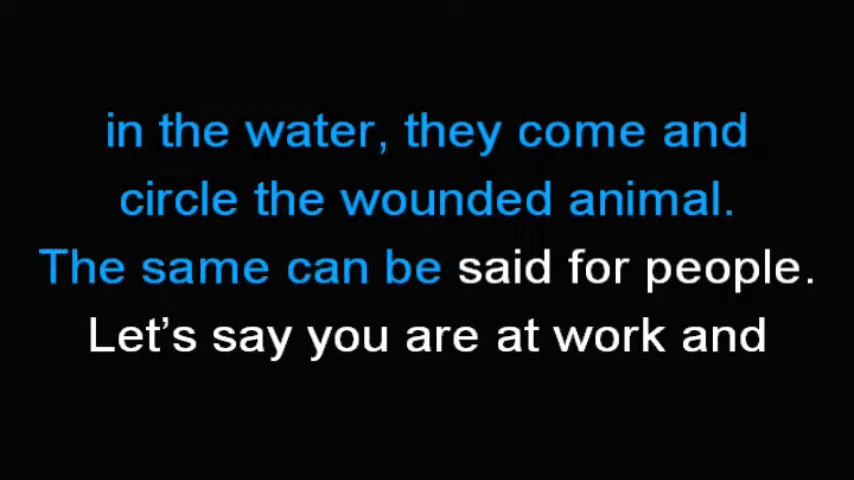 in the water, they come and
circle the wounded animal.
The same can be said for people.
Let’s say you are at work and